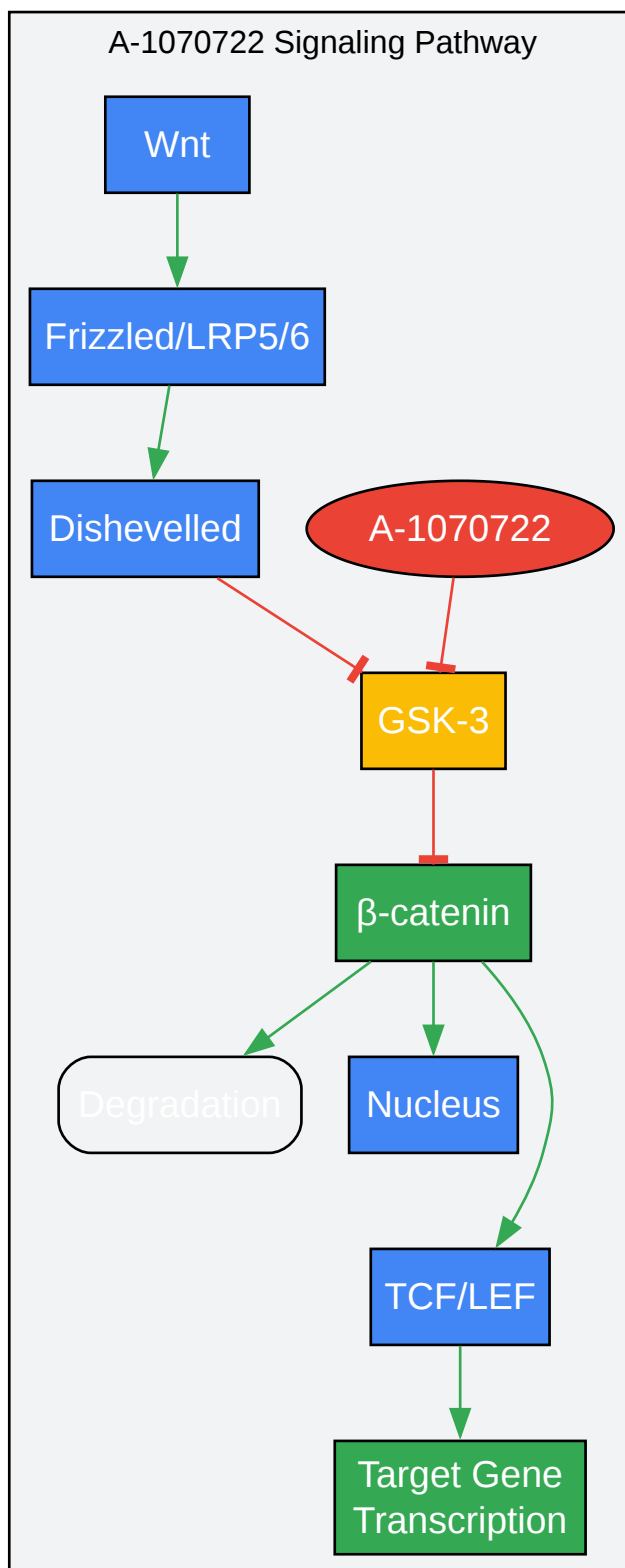 A-1070722 Signaling Pathway
Wnt
Frizzled/LRP5/6
Dishevelled
A-1070722
GSK-3
β-catenin
Degradation
Nucleus
TCF/LEF
Target Gene
Transcription